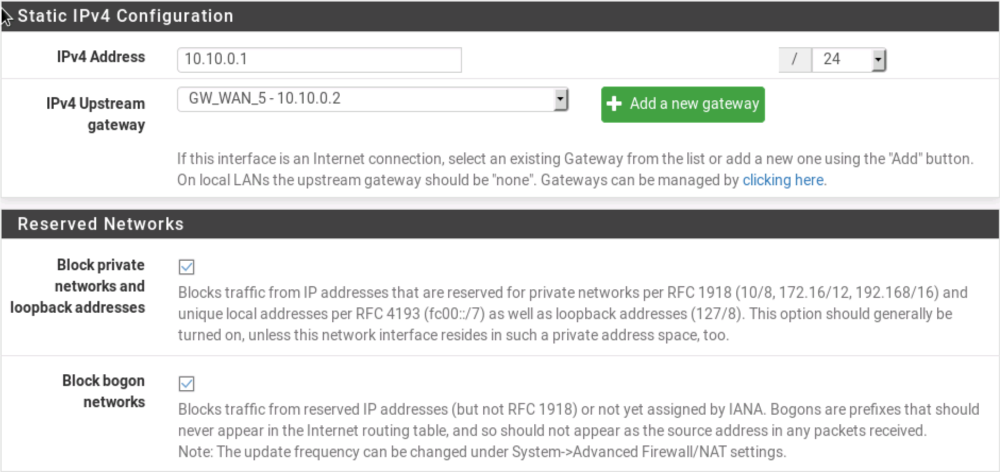 Static IPv4 Configuration
IPv4 Address
10.10.0.1
/
24
IPv4 Upstream
gateway
GW_WAN_5 - 10.10.0.2
Add a new gateway
If this interface is an Internet connection, select an existing Gateway from the list or add a new one using the "Add" button.
On local LANs the upstream gateway should be "none". Gateways can be managed by clicking here.
Reserved Networks
Block private
networks and
loopback addresses
Blocks traffic from IP addresses that are reserved for private networks per RFC 1918 (10/8, 172.16/12, 192.168/16) and
unique local addresses per RFC 4193 (fc00::/7) as well as loopback addresses (127/8). This option should generally be
turned on, unless this network interface resides in such a private address space, too.
Block bogon
networks
Blocks traffic from reserved IP addresses (but not RFC 1918) or not yet assigned by IANA. Bogons are prefixes that should
never appear in the Internet routing table, and so should not appear as the source address in any packets received.
Note: The update frequency can be changed under System->Advanced Firewall/NAT settings.